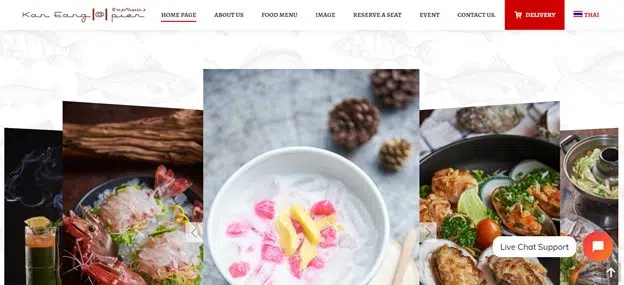 Kan Eang @ pier
HOME PAGE
ABOUT US
FOOD MENU
IMAGE
RESERVE A SEAT
EVENT
CONTACT US.
DELIVERY
THAI
Live Chat Support